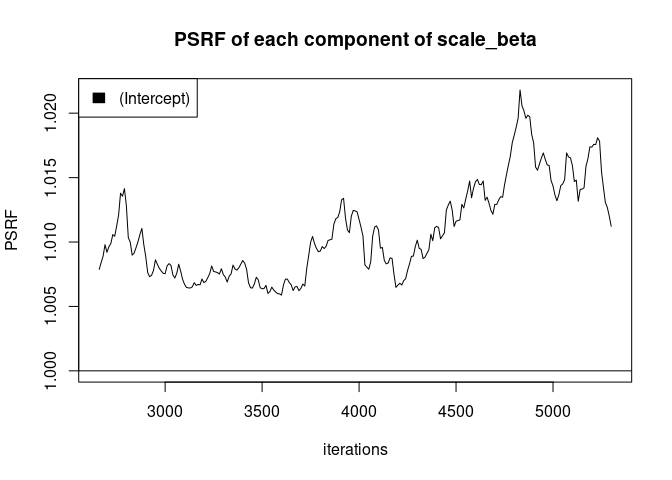 PSRF of each component of scale_beta
(Intercept)
PSRF
1.020
1.015
1.010
1.005
1.000
3000 3500 4000 4500 5000
iterations